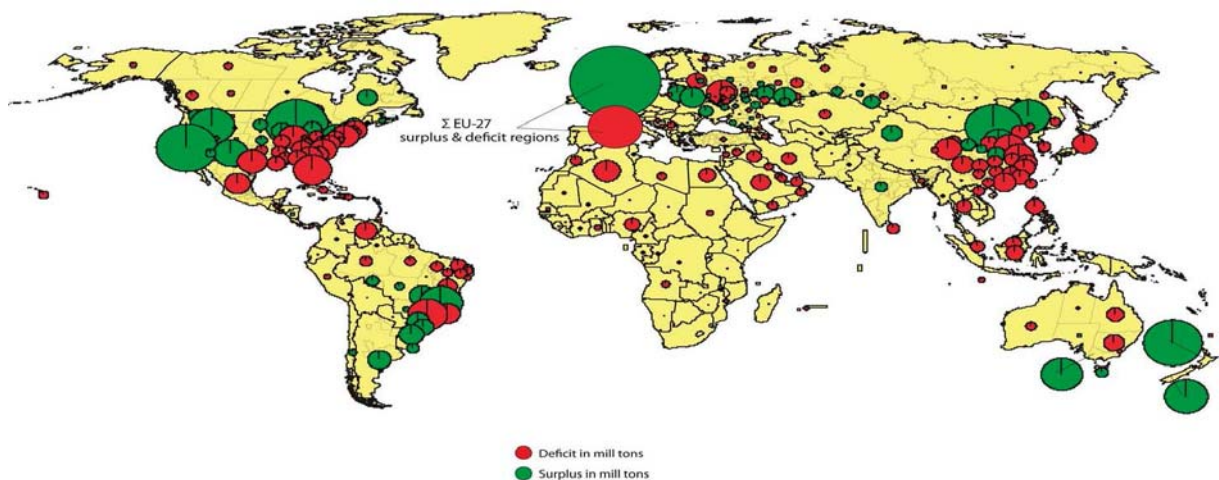 Σ EU-27
surplus & deficit regions
Deficit in mill tons
Surplus in mill tons